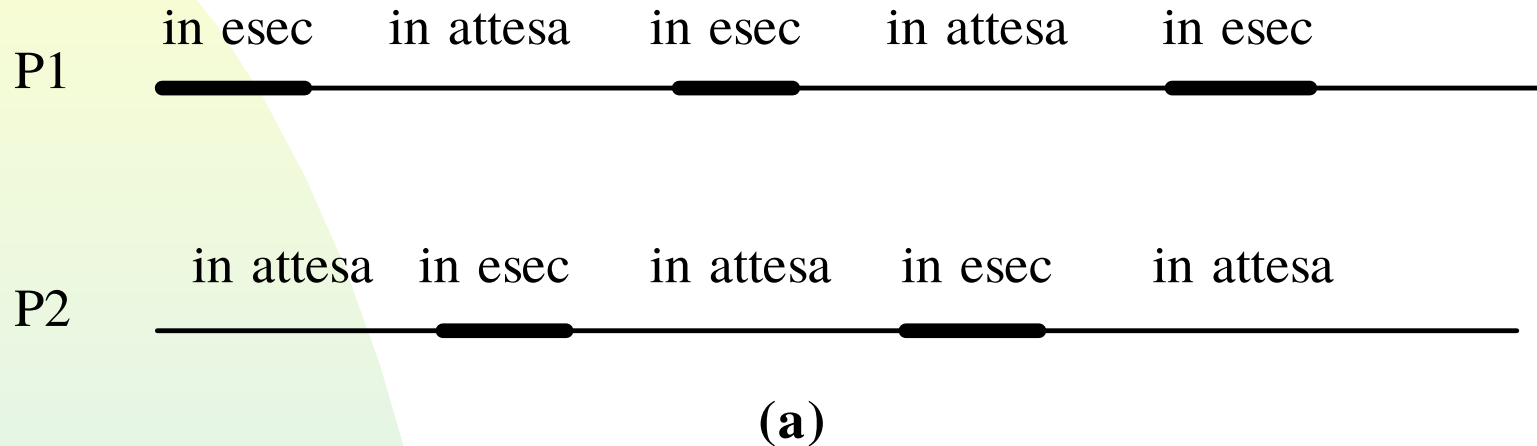 in esec in attesa in esec in attesa in esec
P1
in attesa in esec in attesa in esec in attesa
P2
(a)